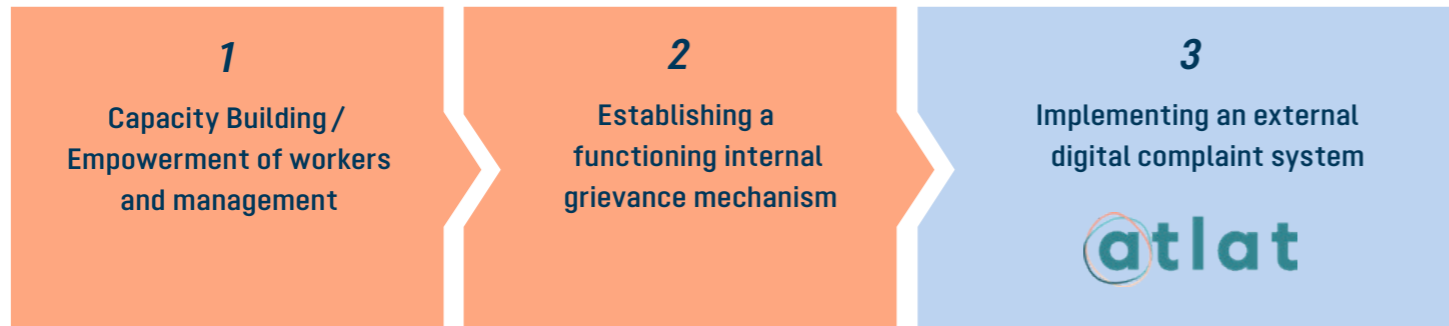 1
Capacity Building /
Empowerment of workers
and management
2
Establishing a
functioning internal
grievance mechanism
3
Implementing an external
digital complaint system
atlat